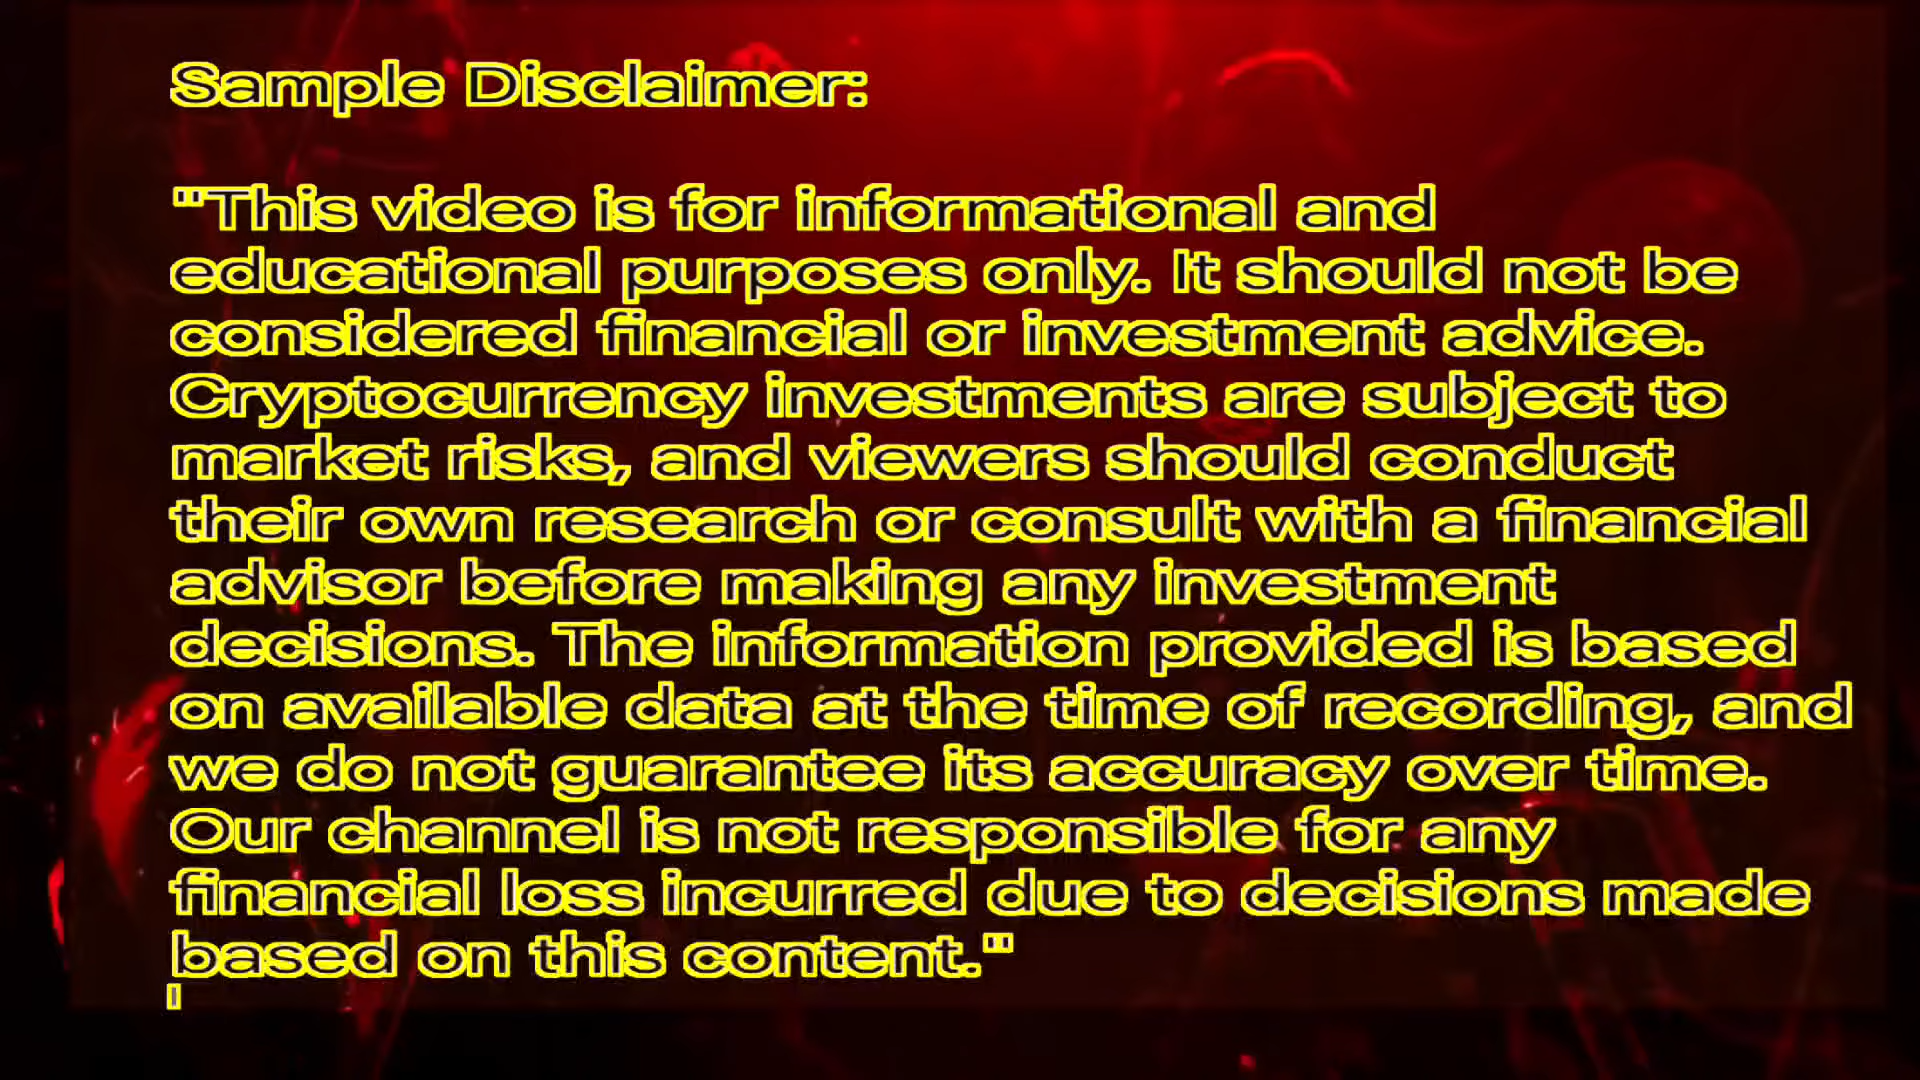 Sample Disclaimer:
"This video is for informational and
educational purposes only. It should not be
considered financial or investment advice.
Cryptocurrency investments are subject to
market risks, and viewers should conduct
their own research or consult with a financial
advisor before making any investment
decisions. The information provided is based
on available data at the time of recording, and
we do not guarantee its accuracy over time.
Our channel is not responsible for any
financial loss incurred due to decisions made
based on this content."